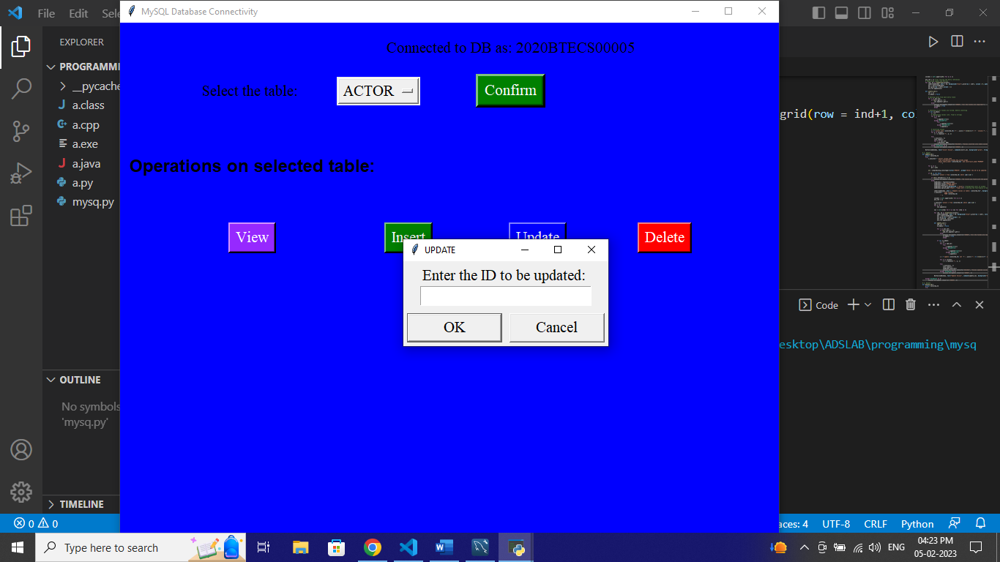 File Edit Sele
MySQL Database Connectivity
EXPLORER
PROGRAMMI
__pycache
a.class
a.cpp
a.exe
a.java
a.py
mysq.py
OUTLINE
No symbols
'mysq.py'
TIMELINE
Connected to DB as: 2020BTECS00005
Select the table: ACTOR Confirm
Operations on selected table:
View Insert Update Delete
UPDATE
Enter the ID to be updated:
OK Cancel
grid(row = ind+1, co
Code
esktop\ADSLAB\programming\mysq
0 0
aces: 4 UTF-8 CRLF Python
Type here to search
ENG
04:23 PM
05-02-2023